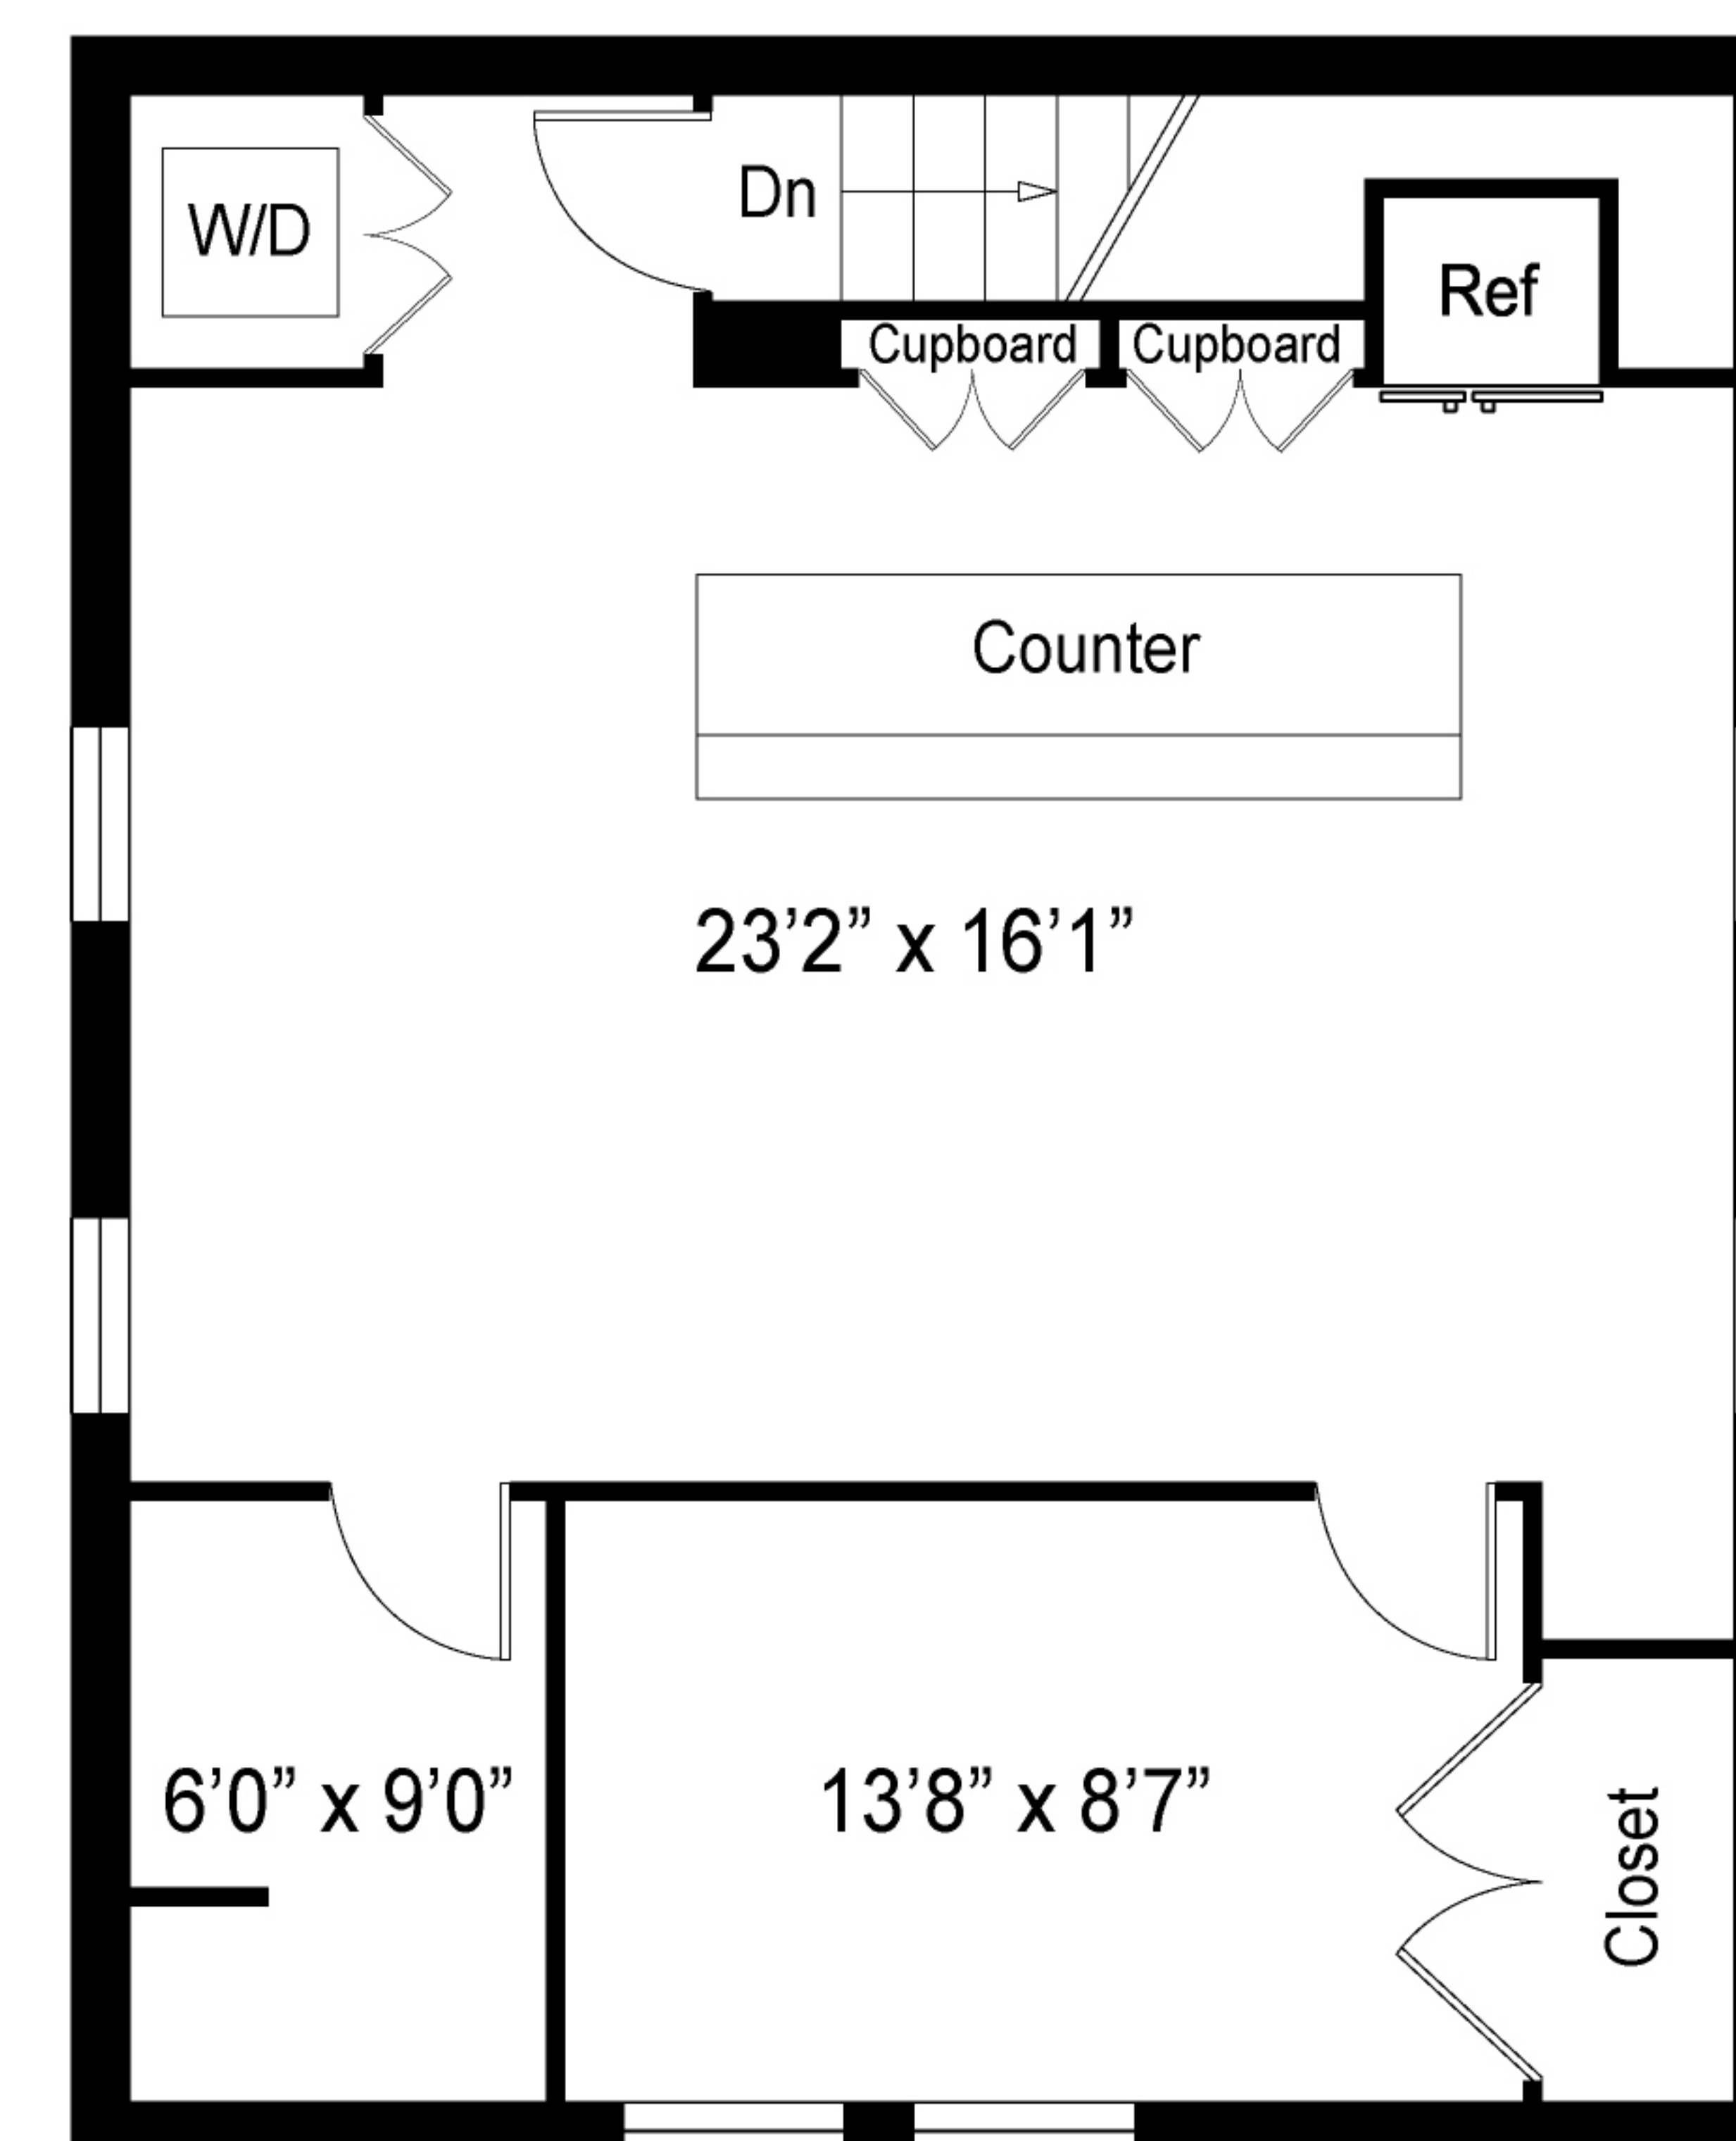 Dn
W/D
Ref
Cupboard Cupboard
Counter
23’2” x 16’1”
6’0” x 9’0”
13’8” x 8’7”
Closet